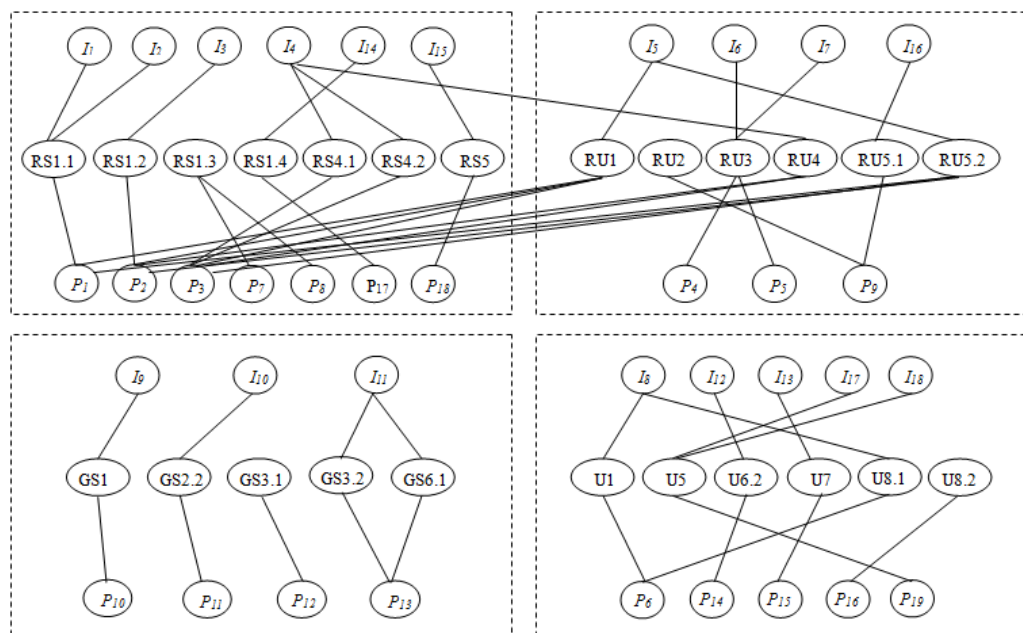 I1 I2 I3 I4 I14 I15
RS1.1 RS1.2 RS1.3 RS1.4 RS4.1 RS4.2 RS5
P1 P2 P3 P7 P8 P17 P18
I5 I6 I7 I16
RU1 RU2 RU3 RU4 RU5.1 RU5.2
P4 P5 P9
I9 I10 I11
GS1 GS2.2 GS3.1 GS3.2 GS6.1
P10 P11 P12 P13
I8 I12 I13 I17 I18
U1 U5 U6.2 U7 U8.1 U8.2
P6 P14 P15 P16 P19